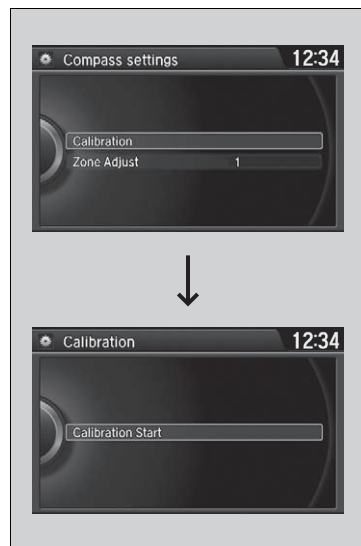 Compass settings 12:34
Calibration
Zone Adjust 1
Calibration 12:34
Calibration Start